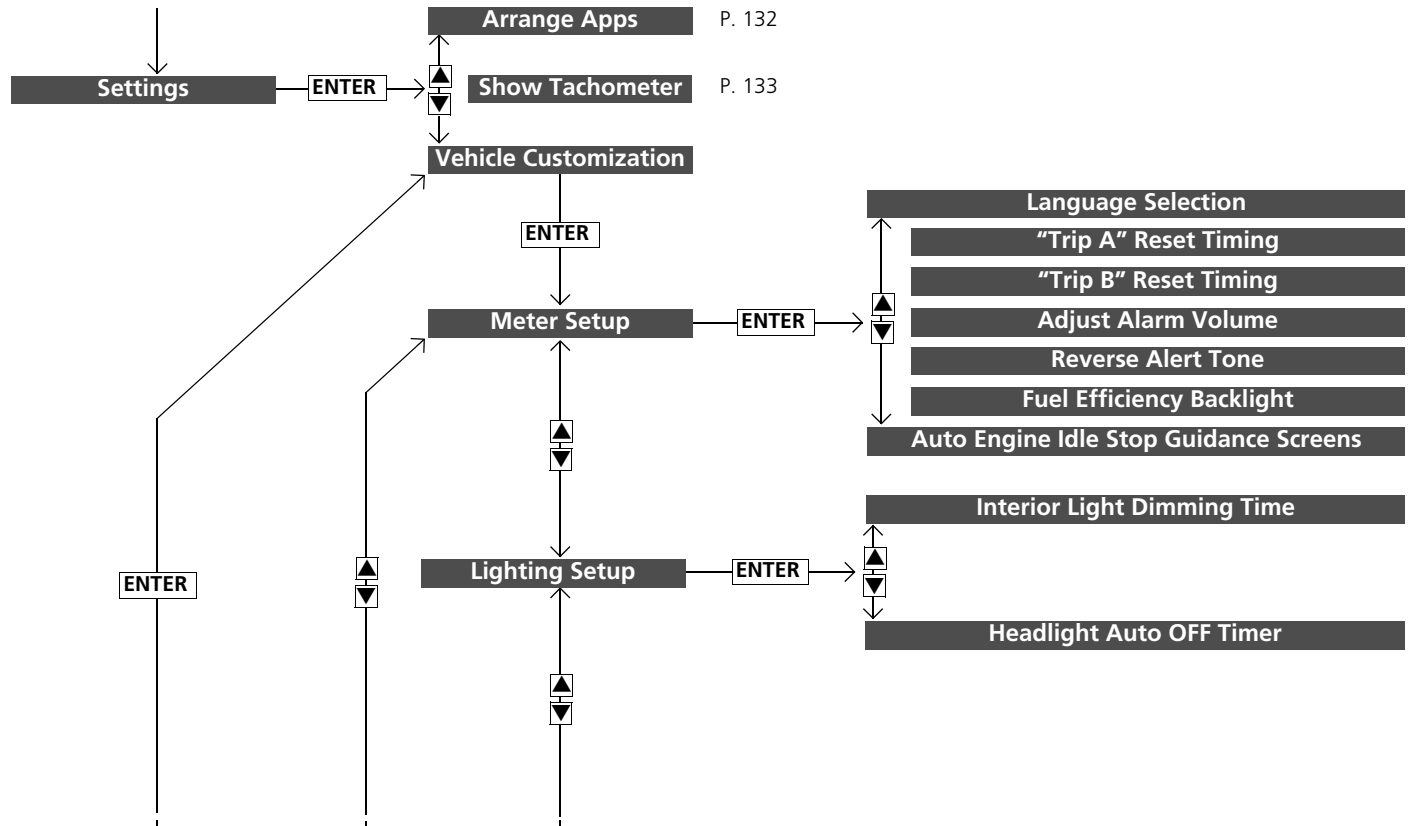 Arrange Apps P. 132
Settings ENTER Show Tachometer P. 133
Vehicle Customization
ENTER
Language Selection
“Trip A” Reset Timing
“Trip B” Reset Timing
Meter Setup ENTER Adjust Alarm Volume
Reverse Alert Tone
Fuel Efficiency Backlight
Auto Engine Idle Stop Guidance Screens
Interior Light Dimming Time
Lighting Setup ENTER
ENTER
Headlight Auto OFF Timer